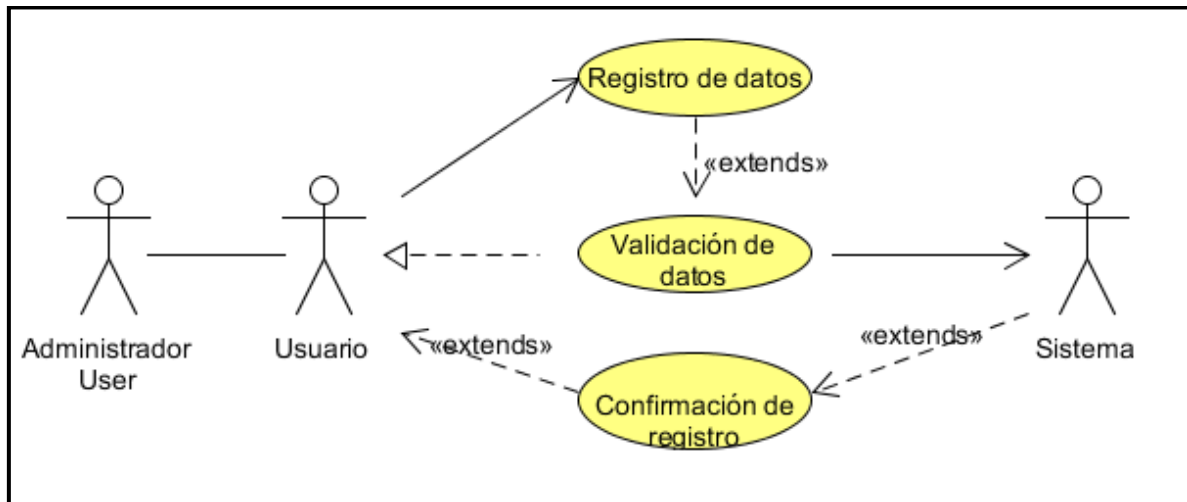 Registro de datos
«extends»
Validación de
datos
Administrador
User
Usuario
«extends»
«extends»
Sistema
Confirmación de
registro